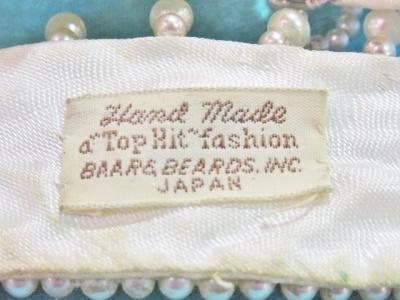 Hand Made
a "Top Hit" fashion
BAAR & BEARDS, INC.
JAPAN